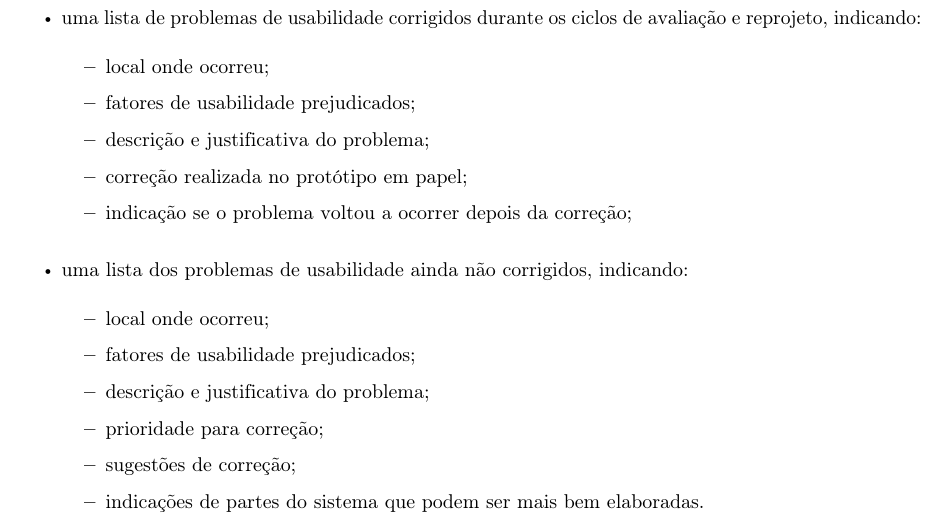 • uma lista de problemas de usabilidade corrigidos durante os ciclos de avaliação e reprojeto, indicando:
– local onde ocorreu;
– fatores de usabilidade prejudicados;
– descrição e justificativa do problema;
– correção realizada no protótipo em papel;
– indicação se o problema voltou a ocorrer depois da correção;
• uma lista dos problemas de usabilidade ainda não corrigidos, indicando:
– local onde ocorreu;
– fatores de usabilidade prejudicados;
– descrição e justificativa do problema;
– prioridade para correção;
– sugestões de correção;
– indicações de partes do sistema que podem ser mais bem elaboradas.